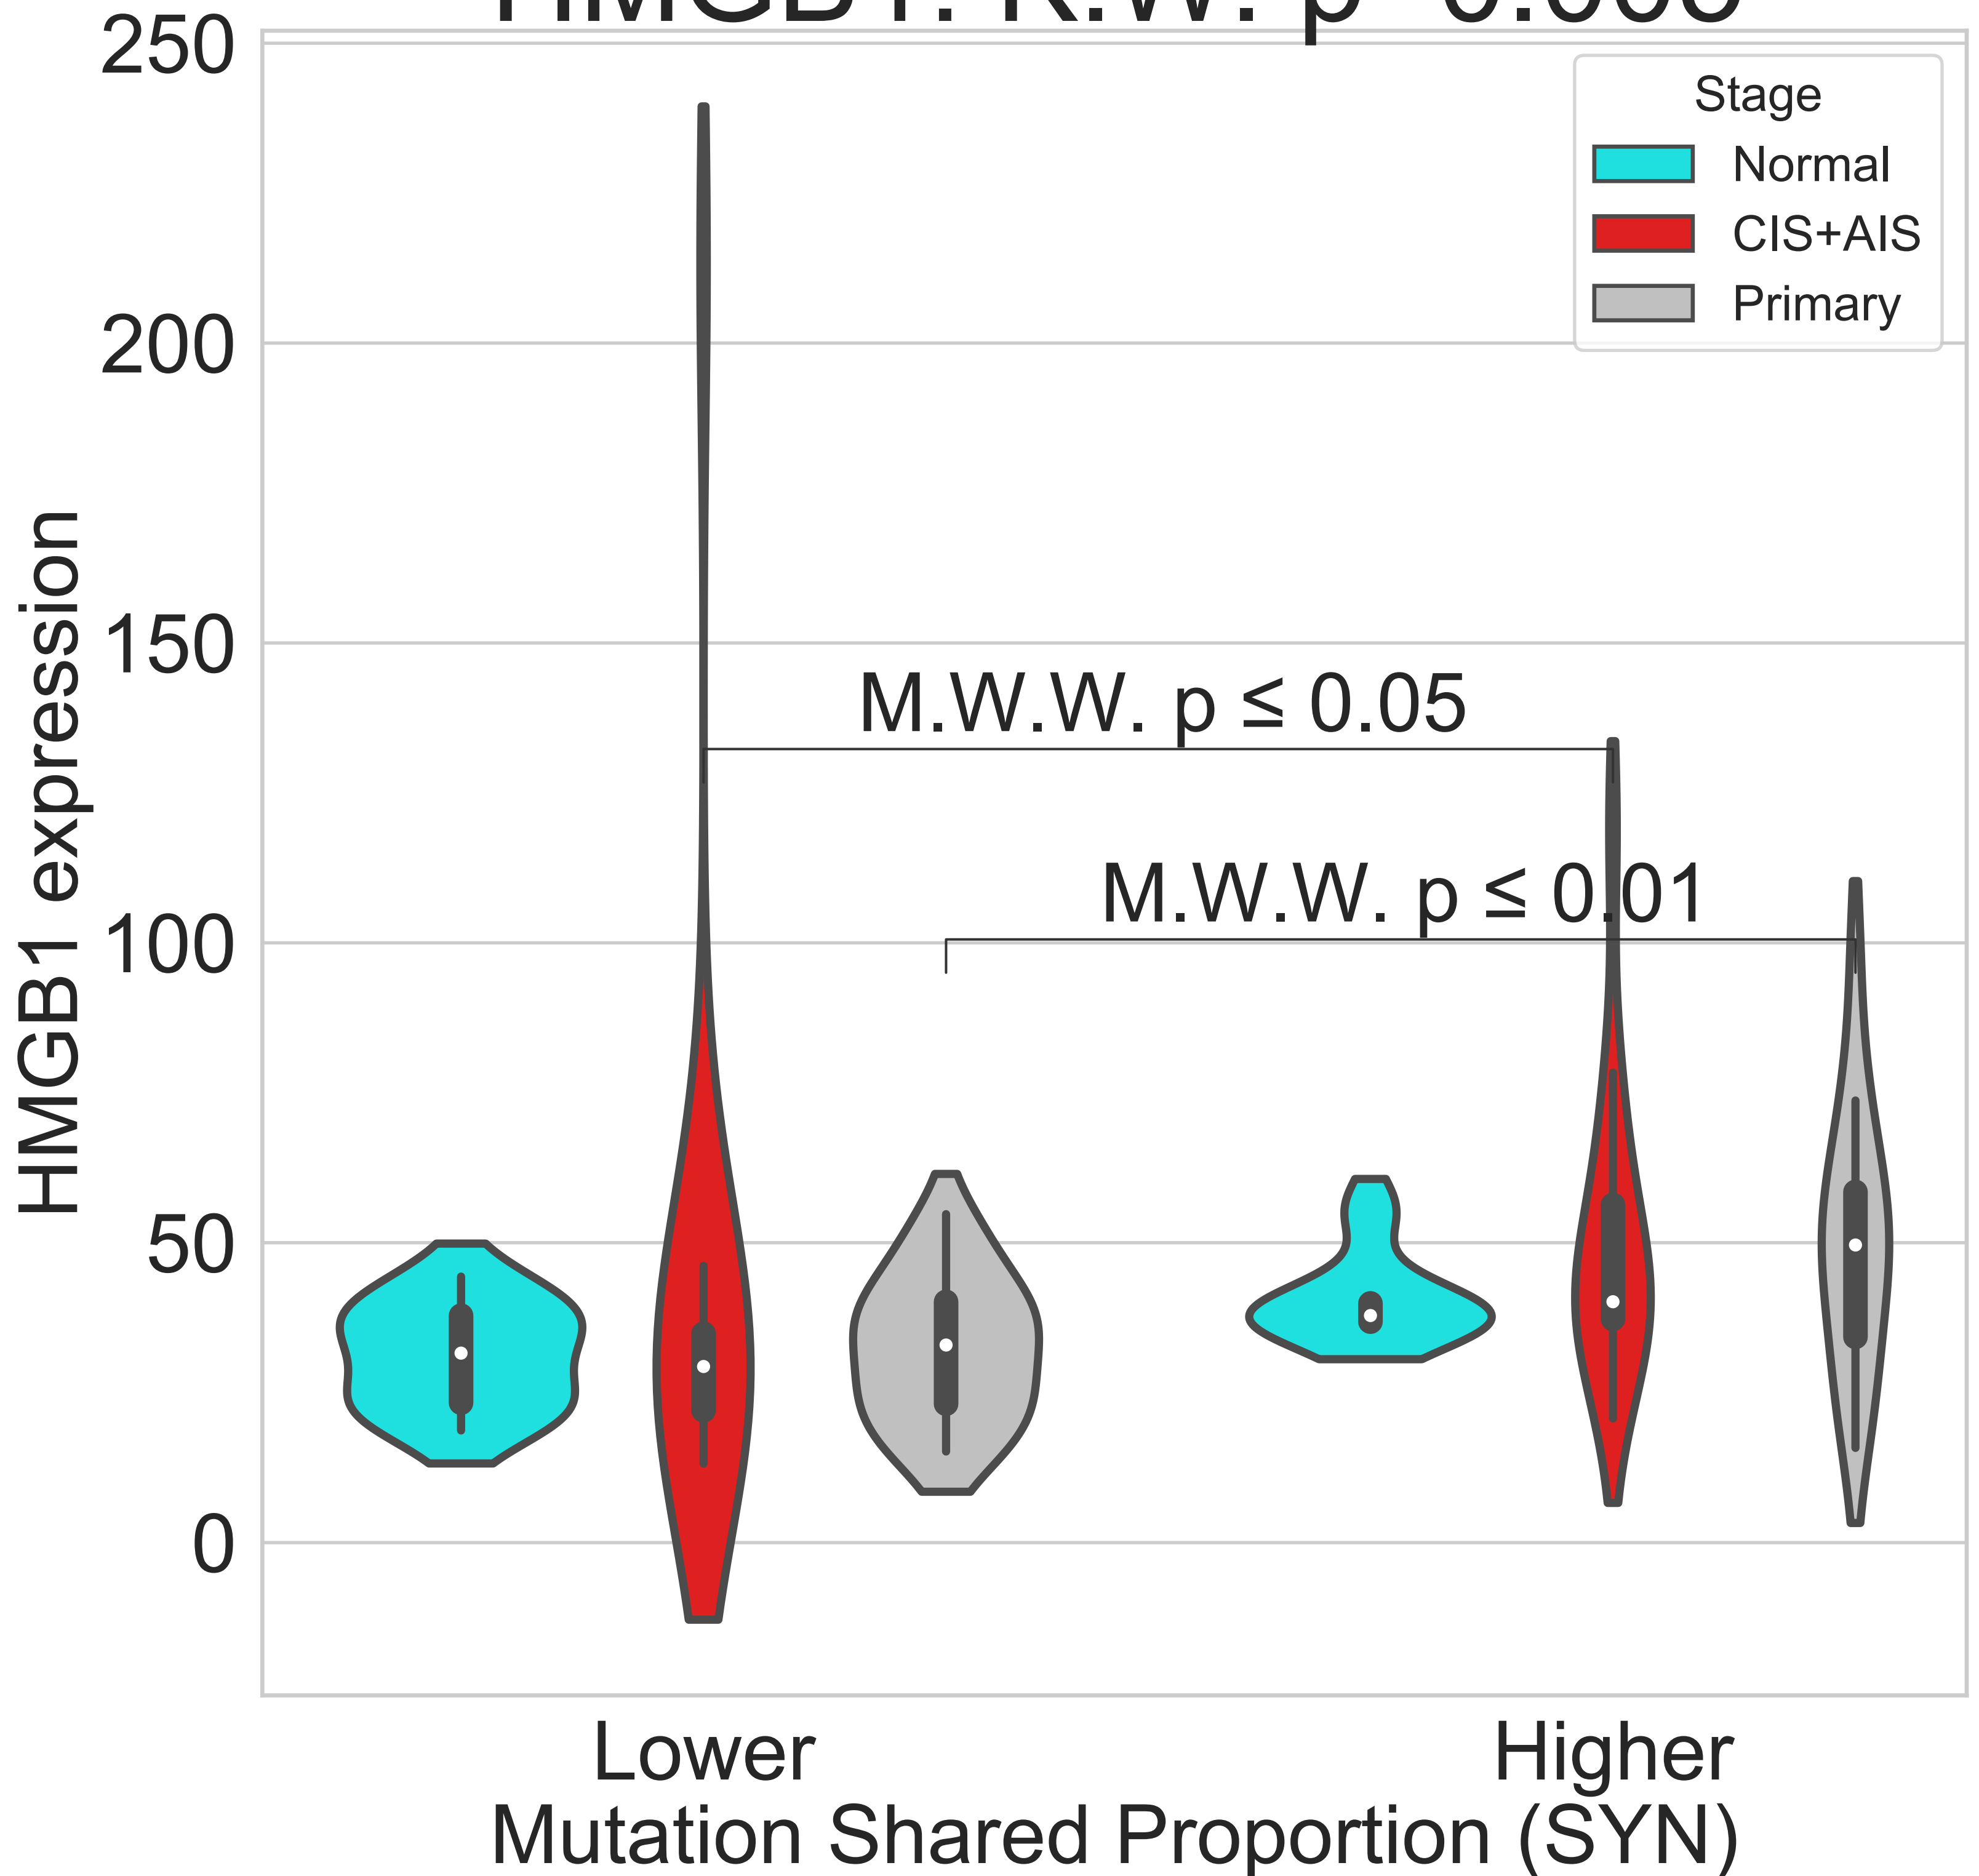 HMGB1: K.W. p
250
200
150
100
50
0
HMGB1 expression
Stage
Normal
CIS+AIS
Primary
M.W.W. p ≤ 0.05
M.W.W. p ≤ 0.01
Lower
Higher
Mutation Shared Proportion (SYN)